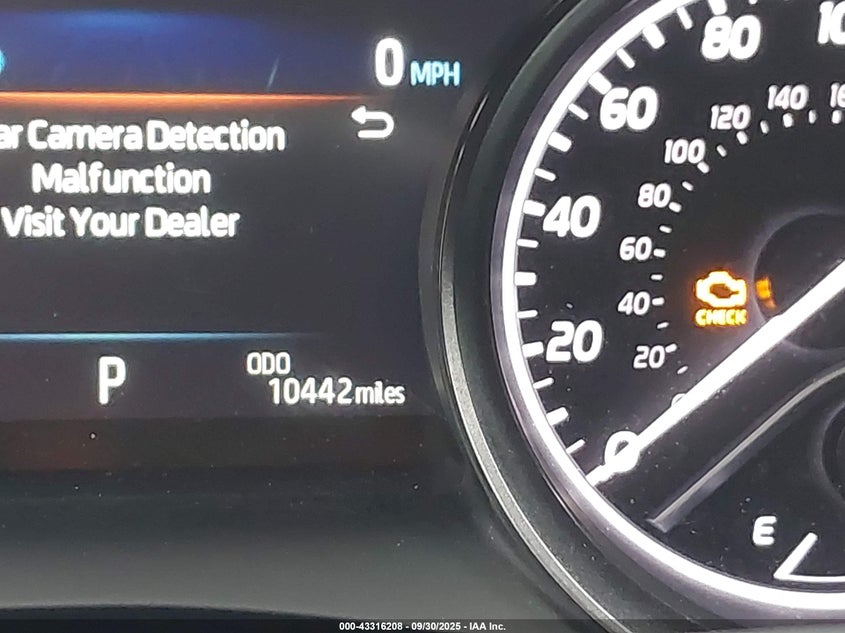 0 MPH
ar Camera Detection
Malfunction
Visit Your Dealer
P
ODO
10442 miles
80
60
40
20
0
140
120
100
80
60
40
20
CHECK
E
000-43316208 - 09/30/2025 - IAA Inc.